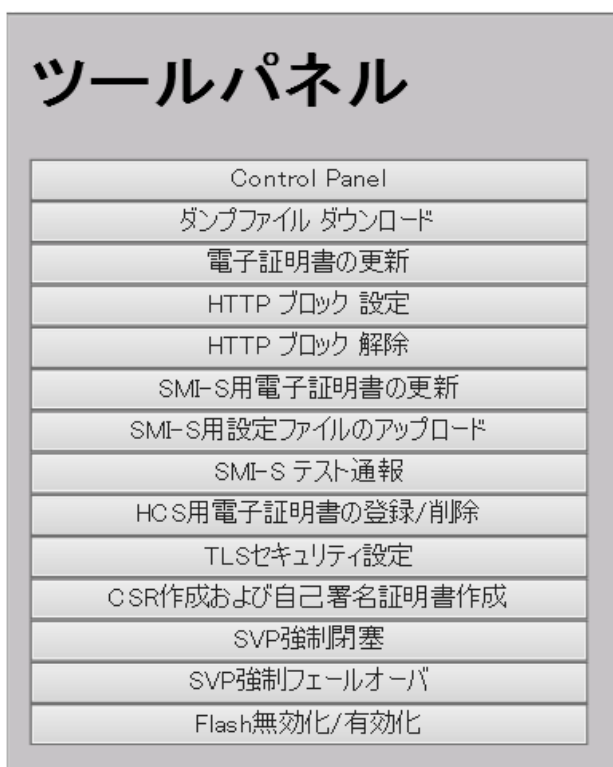 ツールパネル
Control Panel
ダンプファイル ダウンロード
電子証明書の更新
HTTP ブロック 設定
HTTP ブロック 解除
SMI-S用電子証明書の更新
SMI-S用設定ファイルのアップロード
SMI-S テスト通報
HCS用電子証明書の登録/削除
TLSセキュリティ設定
CSR作成および自己署名証明書作成
SVP強制閉塞
SVP強制フェールオーバ
Flash無効化/有効化